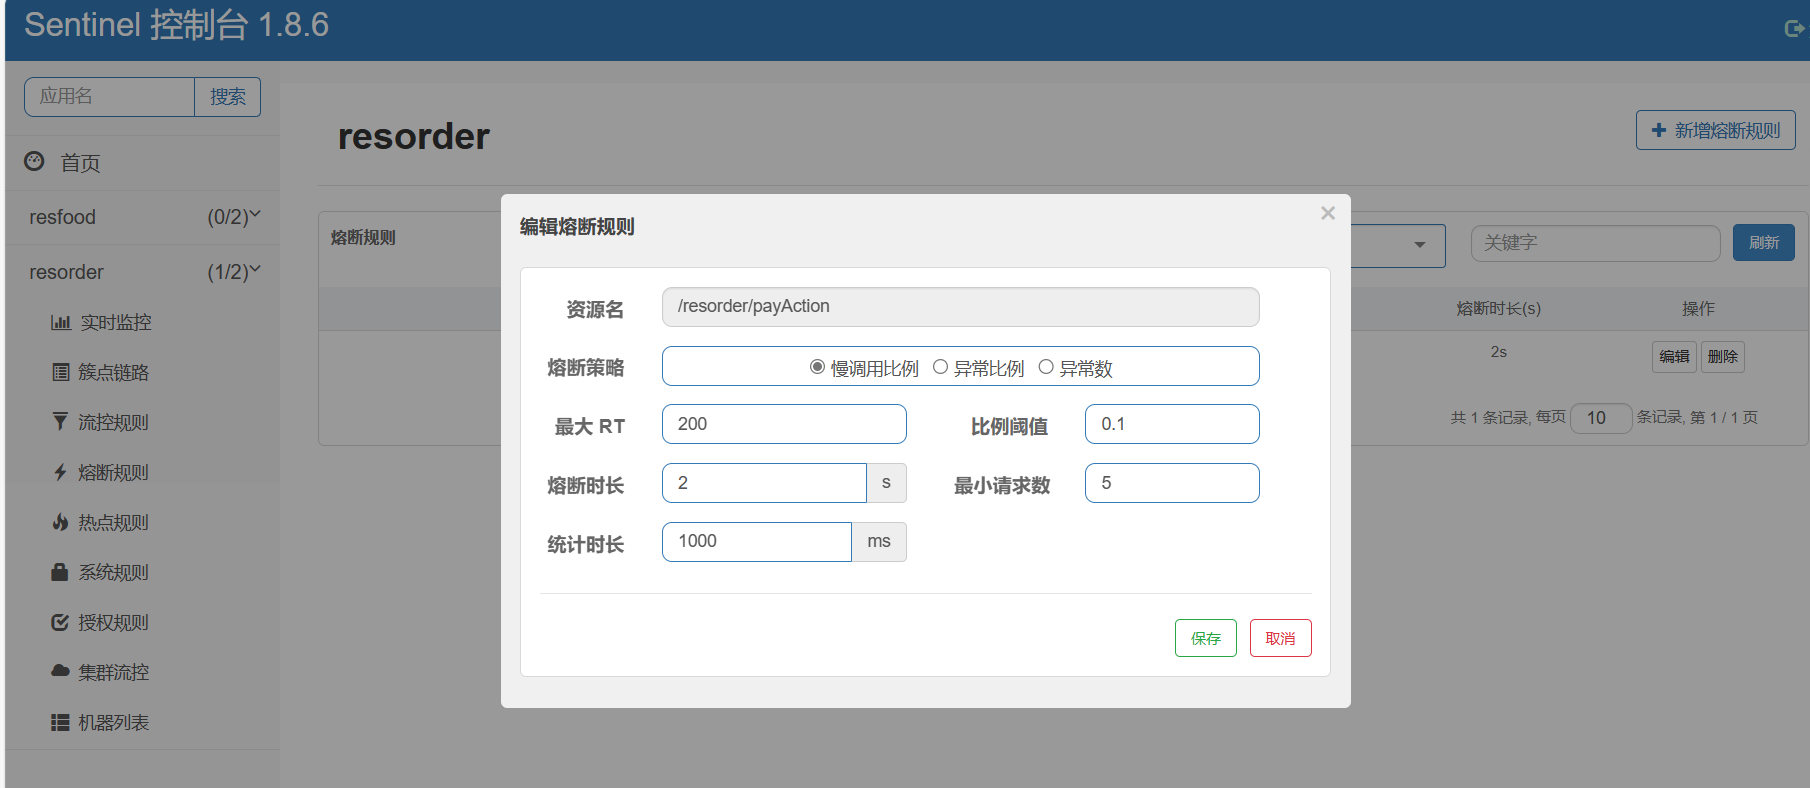 Sentinel 控制台 1.8.6
应用名 搜索
首页
resfood (0/2)
resorder (1/2)
实时监控
簇点链路
流控规则
熔断规则
热点规则
系统规则
授权规则
集群流控
机器列表
resorder
新增熔断规则
熔断规则
关键字 刷新
熔断时长(s) 操作
2s 编辑 删除
共 1 条记录, 每页 10 条记录, 第 1 / 1 页
编辑熔断规则 ×
资源名 /resorder/payAction
熔断策略 慢调用比例 异常比例 异常数
最大 RT 200 比例阈值 0.1
熔断时长 2 s 最小请求数 5
统计时长 1000 ms
保存 取消